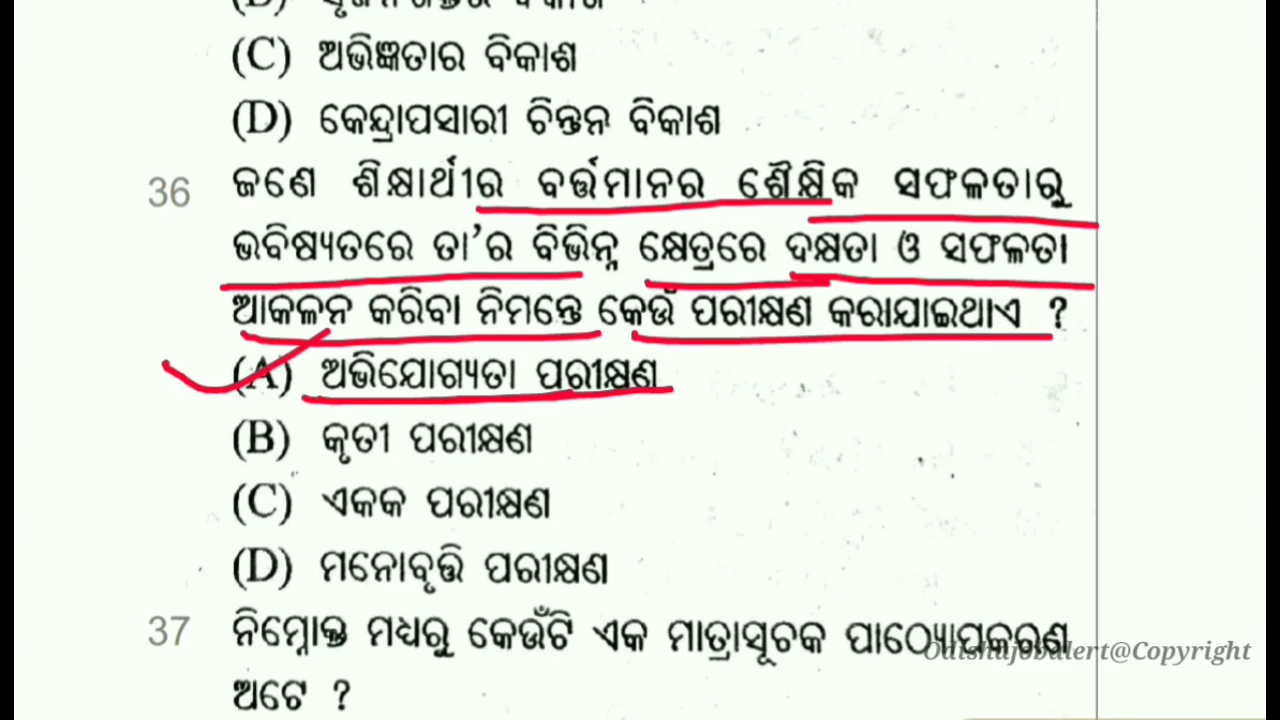 (C) ଅଭିଜ୍ଞତାର ବିକାଶ
(D) କେନ୍ଦ୍ରାପସାରୀ ଚିନ୍ତନ ବିକାଶ
36 ଜଣେ ଶିକ୍ଷାର୍ଥୀର ବର୍ତ୍ତମାନର ଶୈକ୍ଷିକ ସଫଳତାରୁ
ଭବିଷ୍ୟତରେ ତା'ର ବିଭିନ୍ନ କ୍ଷେତ୍ରରେ ଦକ୍ଷତା ଓ ସଫଳତା
ଆକଳନ କରିବା ନିମନ୍ତେ କେଉଁ ପରୀକ୍ଷଣ କରାଯାଇଥାଏ ?
(A) ଅଭିଯୋଗ୍ୟତା ପରୀକ୍ଷଣ
(B) କୃତୀ ପରୀକ୍ଷଣ
(C) ଏକକ ପରୀକ୍ଷଣ
(D) ମନୋବୃତ୍ତି ପରୀକ୍ଷଣ
37 ନିମ୍ନୋକ୍ତ ମଧ୍ୟରୁ କେଉଁଟି ଏକ ମାତ୍ରାସୂଚକ ପାଠ୍ୟୋପକରଣ
Odishajobalert@Copyright
ଅଟେ ?